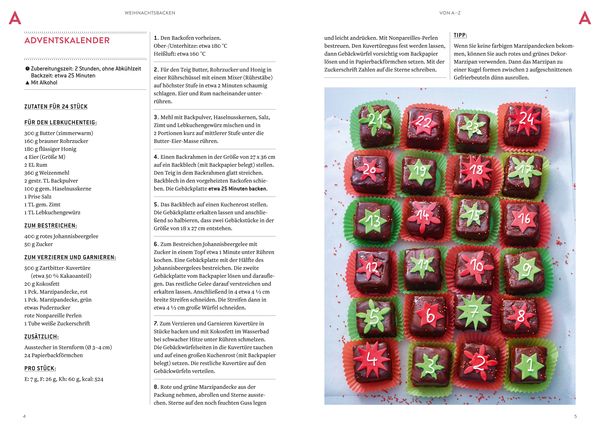 A
WEIHNACHTSBACKEN
VON A–Z
A
ADVENTSKALENDER
Zubereitungszeit: 2 Stunden, ohne Abkühlzeit
Backzeit: etwa 25 Minuten
Mit Alkohol
ZUTATEN FÜR 24 STÜCK
FÜR DEN LEBKUCHENTEIG:
300 g Butter (zimmerwarm)
160 g brauner Rohrzucker
180 g flüssiger Honig
4 Eier (Größe M)
2 EL Rum
360 g Weizenmehl
2 gestr. TL Backpulver
100 g gem. Haselnusskerne
1 Prise Salz
1 TL gem. Zimt
1 TL Lebkuchengewürz
ZUM BESTREICHEN:
400 g rotes Johannisbeergelee
50 g Zucker
ZUM VERZIEREN UND GARNIEREN:
500 g Zartbitter-Kuvertüre
(etwa 50 % Kakaoanteil)
20 g Kokosfett
1 Pck. Marzipandecke, rot
1 Pck. Marzipandecke, grün
etwas Puderzucker
rote Nonpareille Perlen
1 Tube weiße Zuckerschrift
ZUSÄTZLICH:
Ausstecher in Sternform (Ø 3–4 cm)
24 Papierbackförmchen
PRO STÜCK:
E: 7 g, F: 26 g, Kh: 60 g, kcal: 524
1. Den Backofen vorheizen.
Ober-/Unterhitze: etwa 180 °C
Heißluft: etwa 160 °C
2. Für den Teig Butter, Rohrzucker und Honig in
einer Rührschüssel mit einem Mixer (Rührstäbe)
auf höchster Stufe in etwa 2 Minuten schaumig
schlagen. Eier und Rum nacheinander unter-
rühren.
3. Mehl mit Backpulver, Haselnusskernen, Salz,
Zimt und Lebkuchengewürz mischen und in
2 Portionen kurz auf mittlerer Stufe unter die
Butter-Eier-Masse rühren.
4. Einen Backrahmen in der Größe von 27 x 36 cm
auf ein Backblech (mit Backpapier belegt) stellen.
Den Teig in dem Backrahmen glatt streichen.
Backblech in den vorgeheizten Backofen schie-
ben. Die Gebäckplatte etwa 25 Minuten backen.
5. Das Backblech auf einen Kuchenrost stellen.
Die Gebäckplatte erkalten lassen und anschlie-
ßend so halbieren, dass zwei Gebäckstücke in der Größe
von 18 x 27 cm entstehen.
6. Zum Bestreichen Johannisbeergelee mit
Zucker in einem Topf etwa 1 Minute unter Rühren
kochen. Eine Gebäckplatte mit der Hälfte des
Johannisbeergelees bestreichen. Die zweite
Gebäckplatte vom Backpapier lösen und darauflegen.
Das restliche Gelee darauf verstreichen und
erkalten lassen. Anschließend in 4 etwa 4 ½ cm
breite Streifen schneiden. Die Streifen dann in
etwa 4 ½ cm große Würfel schneiden.
7. Zum Verzieren und Garnieren Kuvertüre in
Stücke hacken und mit Kokosfett im Wasserbad
bei schwacher Hitze unter Rühren schmelzen.
Die Gebäckwürfelseiten in die Kuvertüre tauchen
und auf einen großen Kuchenrost (mit Backpapier
belegt) setzen. Die restliche Kuvertüre auf den
Gebäckwürfeln verteilen.
8. Rote und grüne Marzipandecke aus der
Packung nehmen, abrollen und Sterne ausste-
chen. Sterne auf den noch feuchten Guss legen
und leicht andrücken. Mit Nonpareilles-Perlen
bestreuen. Den Kuvertüreguss fest werden lassen,
dann Gebäckwürfel vorsichtig vom Backpapier
lösen und in Papierbackförmchen setzen. Mit der
Zuckerschrift Zahlen auf die Sterne schreiben.
TIPP:
Wenn Sie keine farbigen Marzipandecken bekom-
men, können Sie auch rotes und grünes Dekor-
Marzipan verwenden. Dann das Marzipan zu
einer Kugel formen zwischen 2 aufgeschnittenen
Gefrierbeuteln dünn ausrollen.
21 22 23 24
20 19 18 17
13 14 15 16
12 11 10 9
5 6 7 8
4 3 2 1
4
5